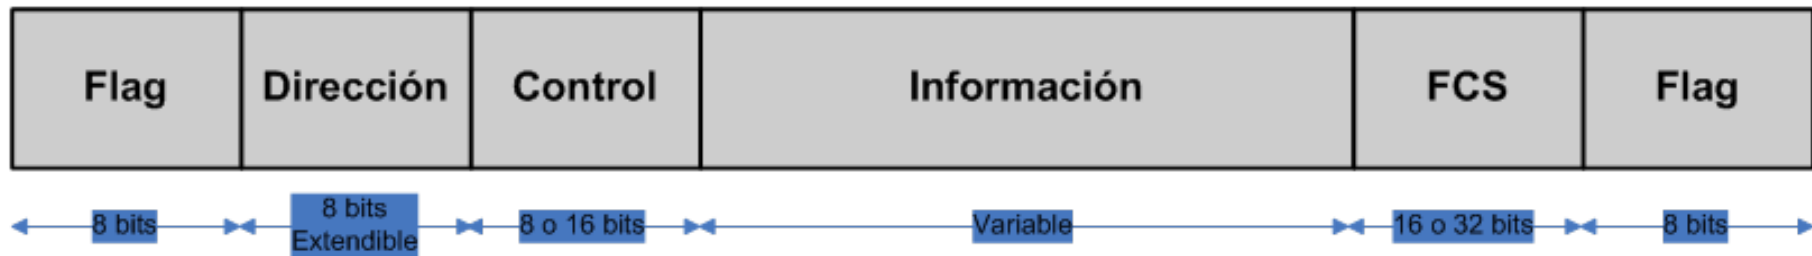 Flag Dirección Control Información FCS Flag
8 bits 8 bits Extendible 8 o 16 bits Variable 16 o 32 bits 8 bits